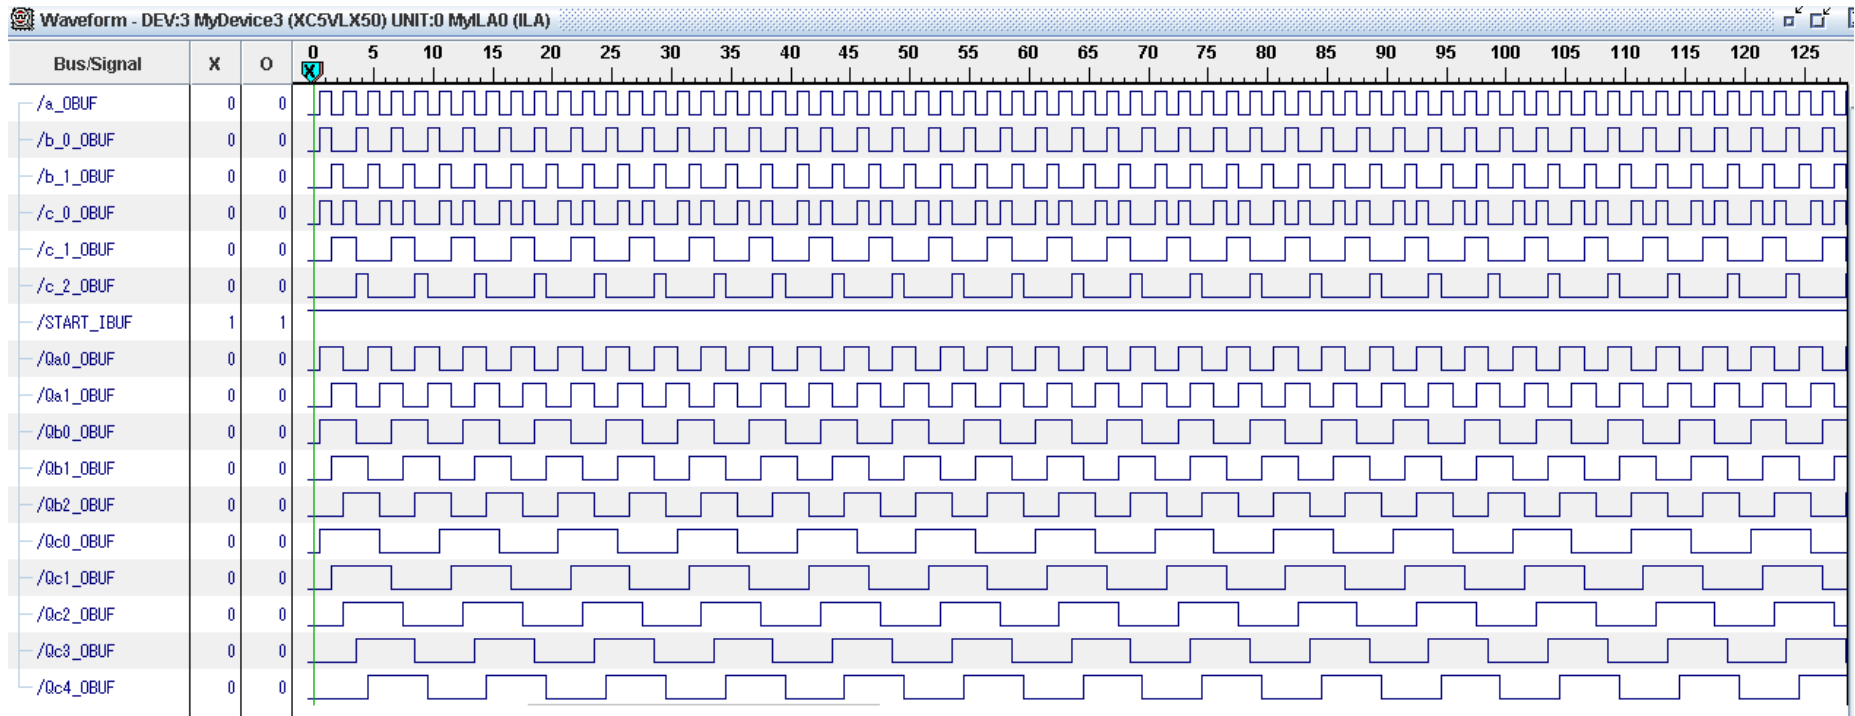 Waveform - DEV:3 MyDevice3 (XC5VLX50) UNIT:0 MyILA0 (ILA)
Bus/Signal X O 0 5 10 15 20 25 30 35 40 45 50 55 60 65 70 75 80 85 90 95 100 105 110 115 120 125
X
/a_OBUF 0 0
/b_0_OBUF 0 0
/b_1_OBUF 0 0
/c_0_OBUF 0 0
/c_1_OBUF 0 0
/c_2_OBUF 0 0
/START_IBUF 1 1
/Qa0_OBUF 0 0
/Qa1_OBUF 0 0
/Qb0_OBUF 0 0
/Qb1_OBUF 0 0
/Qb2_OBUF 0 0
/Qc0_OBUF 0 0
/Qc1_OBUF 0 0
/Qc2_OBUF 0 0
/Qc3_OBUF 0 0
/Qc4_OBUF 0 0